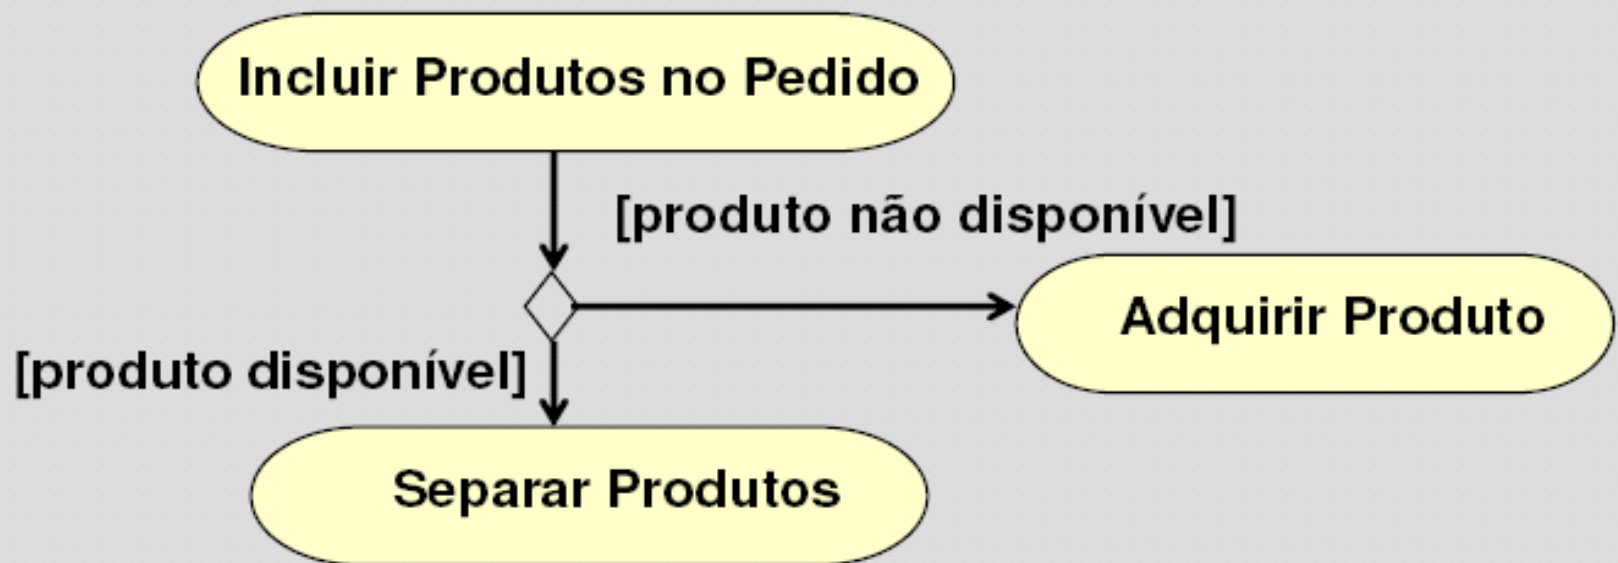 Incluir Produtos no Pedido
[produto não disponível]
Adquirir Produto
[produto disponível]
Separar Produtos